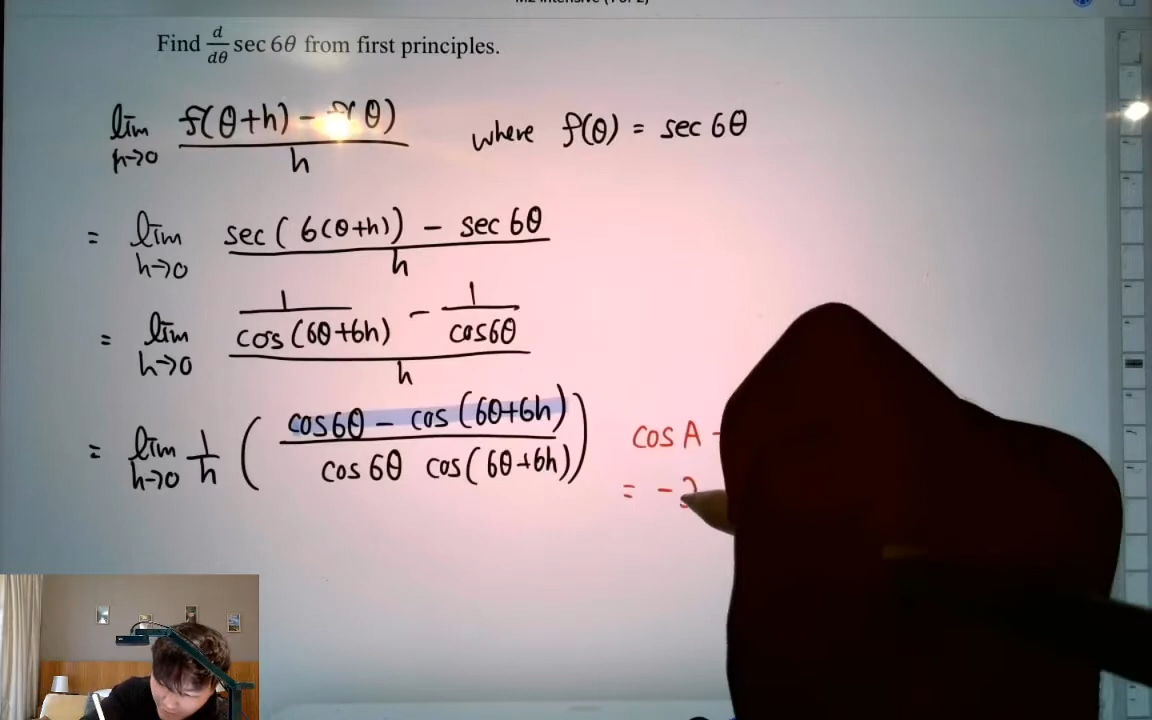 Find d/dθ sec 6θ from first principles.
lim h→0 f(θ+h) - f(θ) / h where f(θ) = sec 6θ
= lim h→0 sec(6(θ+h)) - sec 6θ / h
= lim h→0 1/cos(6θ+6h) - 1/cos6θ / h
= lim h→0 1/h (cos6θ - cos(6θ+6h) / cos 6θ cos(6θ+6h))
cos A -
= -2